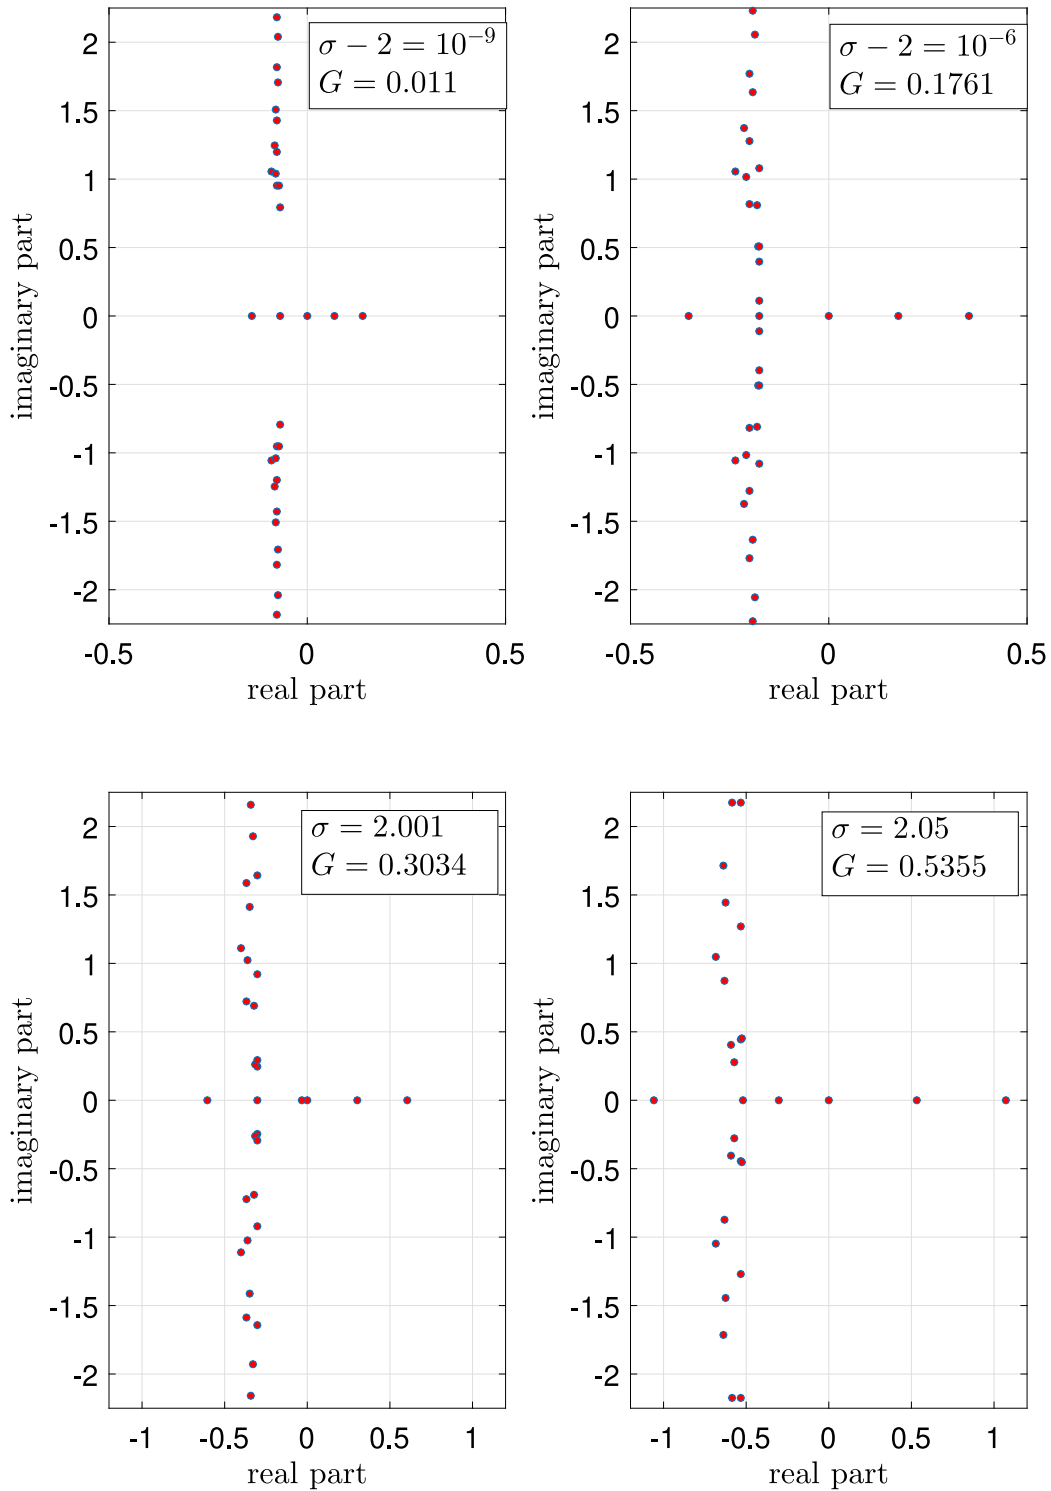 σ − 2 = 10⁻⁹
G = 0.011
2
1.5
1
0.5
0
-0.5
-1
-1.5
-2
imaginary part
-0.5 0 0.5
real part
σ − 2 = 10⁻⁶
G = 0.1761
2
1.5
1
0.5
0
-0.5
-1
-1.5
-2
imaginary part
-0.5 0 0.5
real part
σ = 2.001
G = 0.3034
2
1.5
1
0.5
0
-0.5
-1
-1.5
-2
imaginary part
-1 -0.5 0 0.5 1
real part
σ = 2.05
G = 0.5355
2
1.5
1
0.5
0
-0.5
-1
-1.5
-2
imaginary part
-1 -0.5 0 0.5 1
real part